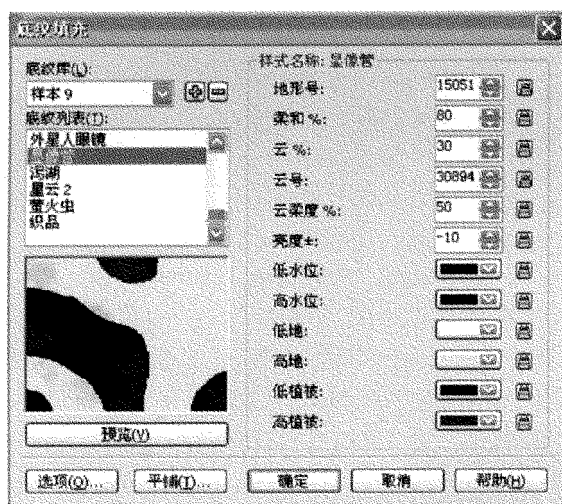 底纹填充
底纹库(L):
样本 9
底纹列表(T):
外星人眼镜
泻湖
星云 2
萤火虫
织品
预览(V)
样式名称: 显像管
地形号: 15051
柔和 %: 80
云 %: 30
云号: 30894
云柔度 %: 50
亮度±: -10
低水位:
高水位:
低地:
高地:
低植被:
高植被:
选项(O)... 平铺(I)... 确定 取消 帮助(H)